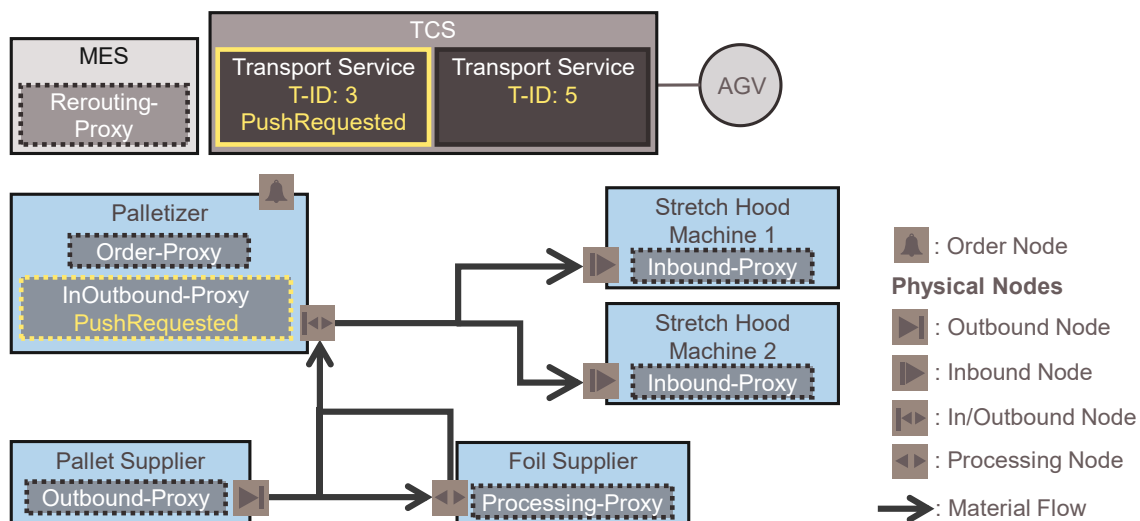 MES
Rerouting-
Proxy
TCS
Transport Service
T-ID: 3
PushRequested
Transport Service
T-ID: 5
AGV
Palletizer
Order-Proxy
InOutbound-Proxy
PushRequested
Stretch Hood
Machine 1
Inbound-Proxy
Stretch Hood
Machine 2
Inbound-Proxy
Pallet Supplier
Outbound-Proxy
Foil Supplier
Processing-Proxy
: Order Node
Physical Nodes
: Outbound Node
: Inbound Node
: In/Outbound Node
: Processing Node
: Material Flow